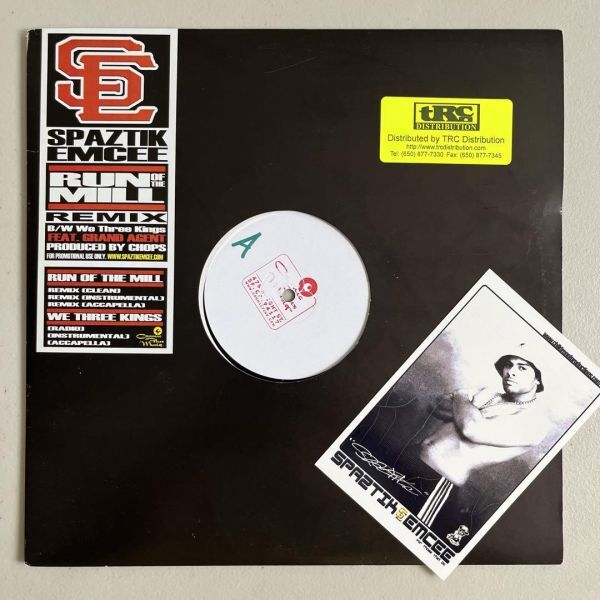 SE
SPAZTIK
EMCEE
RUN OF THE
MILL
REMIX
B/W We Three Kings
FEAT. GRAND AGENT
PRODUCED BY CHOPS
FOR PROMOTIONAL USE ONLY. WWW.SPAZTIKEMCEE.COM
RUN OF THE MILL
REMIX (CLEAN)
REMIX (INSTRUMENTAL)
REMIX (ACCAPELLA)
WE THREE KINGS
(RADIO)
(INSTRUMENTAL)
(ACCAPELLA)
tRC
DISTRIBUTION
Distributed by TRC Distribution
http://www.trcdistribution.com
Tel: (650) 877-7330 Fax: (650) 877-7345
A
SPAZTIK SE EMCEE